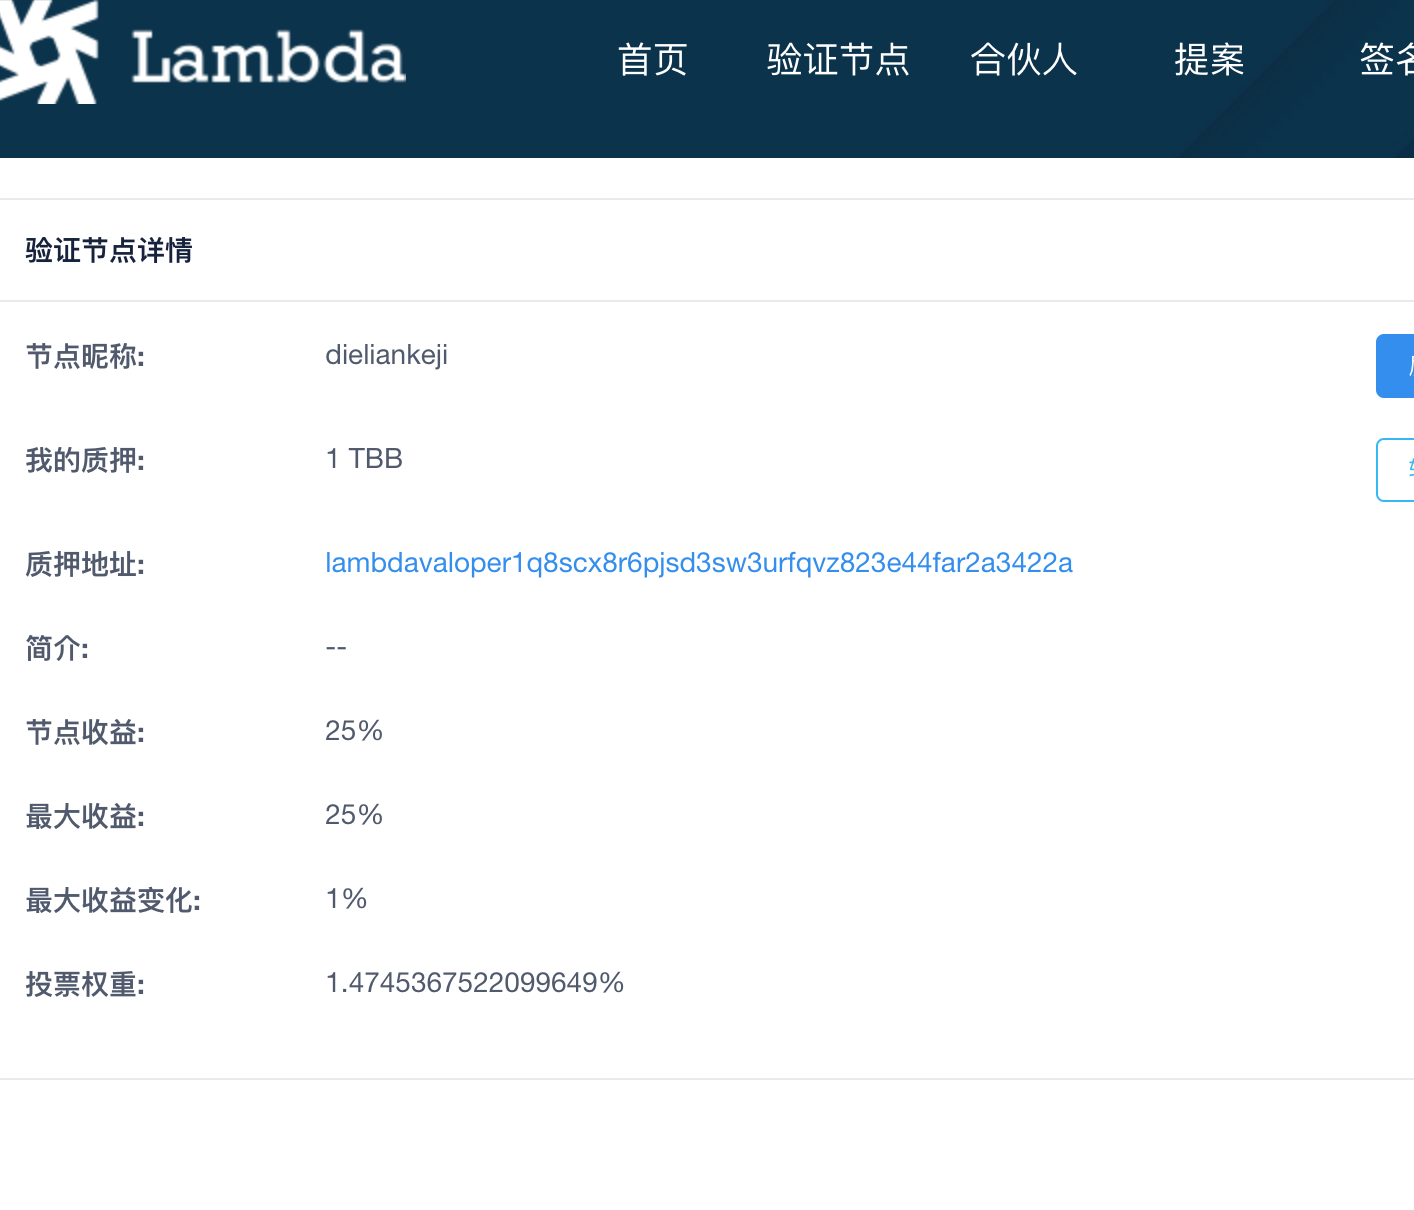 Lambda 首页 验证节点 合伙人 提案 签名
验证节点详情
节点昵称: dieliankeji
我的质押: 1 TBB
质押地址: lambdavaloper1q8scx8r6pjsd3sw3urfqvz823e44far2a3422a
简介: --
节点收益: 25%
最大收益: 25%
最大收益变化: 1%
投票权重: 1.4745367522099649%